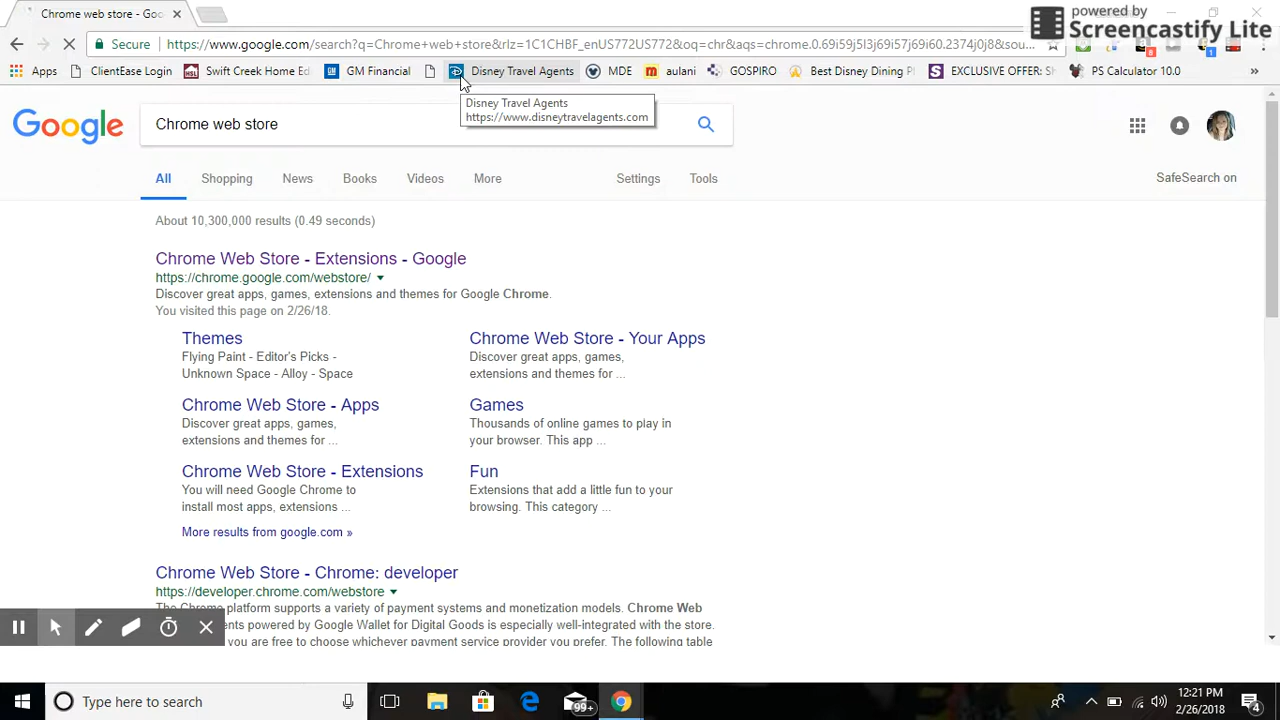 Chrome web store - Goo
powered by
Screencastify Lite
Secure
https://www.google.com/search?q=Chrome+web+store&rlz=1C1CHBF_enUS772US772&oq=chr&aqs=chrome.0.69i59j5l3j69i57j69i60.2374j0j8&sou...
Apps
ClientEase Login
Swift Creek Home Ed
GM Financial
Disney Travel Agents
MDE
aulani
GOSPIRO
Best Disney Dining Pl
EXCLUSIVE OFFER: S
PS Calculator 10.0
»
Disney Travel Agents
https://www.disneytravelagents.com
Google
Chrome web store
All
Shopping
News
Books
Videos
More
Settings
Tools
SafeSearch on
About 10,300,000 results (0.49 seconds)
Chrome Web Store - Extensions - Google
https://chrome.google.com/webstore/
Discover great apps, games, extensions and themes for Google Chrome.
You visited this page on 2/26/18.
Themes
Flying Paint - Editor's Picks -
Unknown Space - Alloy - Space
Chrome Web Store - Your Apps
Discover great apps, games,
extensions and themes for ...
Chrome Web Store - Apps
Discover great apps, games,
extensions and themes for ...
Games
Thousands of online games to play in
your browser. This app ...
Chrome Web Store - Extensions
You will need Google Chrome to
install most apps, extensions ...
Fun
Extensions that add a little fun to your
browsing. This category ...
More results from google.com »
Chrome Web Store - Chrome: developer
https://developer.chrome.com/webstore
The Chrome platform supports a variety of payment systems and monetization models. Chrome Web
ents powered by Google Wallet for Digital Goods is especially well-integrated with the store.
you are free to choose whichever payment service provider you prefer. The following table
Type here to search
99+
12:21 PM
2/26/2018
4